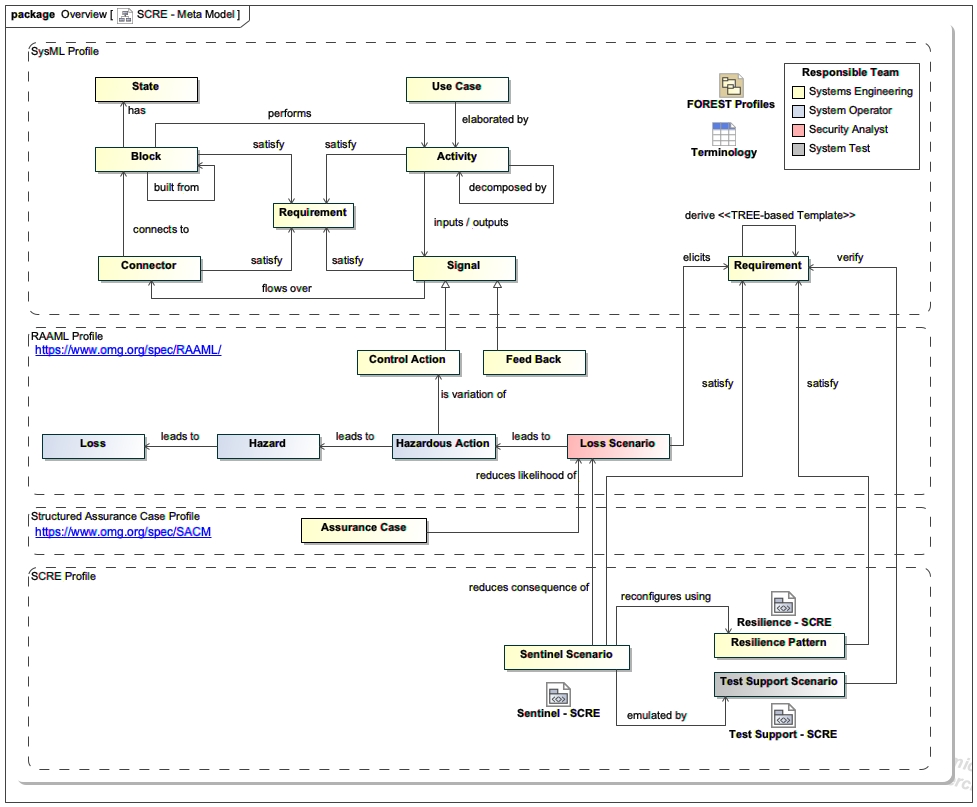 package Overview [ SCRE - Meta Model ]
SysML Profile
State
Use Case
FOREST Profiles
Terminology
Responsible Team
Systems Engineering
System Operator
Security Analyst
System Test
has
performs
elaborated by
Block
satisfy
satisfy
Activity
built from
decomposed by
Requirement
inputs / outputs
connects to
derive <<TREE-based Template>>
Connector
satisfy
satisfy
Signal
elicits
Requirement
verify
flows over
RAAML Profile
https://www.omg.org/spec/RAAML/
Control Action
Feed Back
is variation of
satisfy
satisfy
Loss
leads to
Hazard
leads to
Hazardous Action
leads to
Loss Scenario
reduces likelihood of
Structured Assurance Case Profile
https://www.omg.org/spec/SACM
Assurance Case
SCRE Profile
reduces consequence of
reconfigures using
Resilience - SCRE
Resilience Pattern
Sentinel Scenario
Test Support Scenario
Sentinel - SCRE
emulated by
Test Support - SCRE